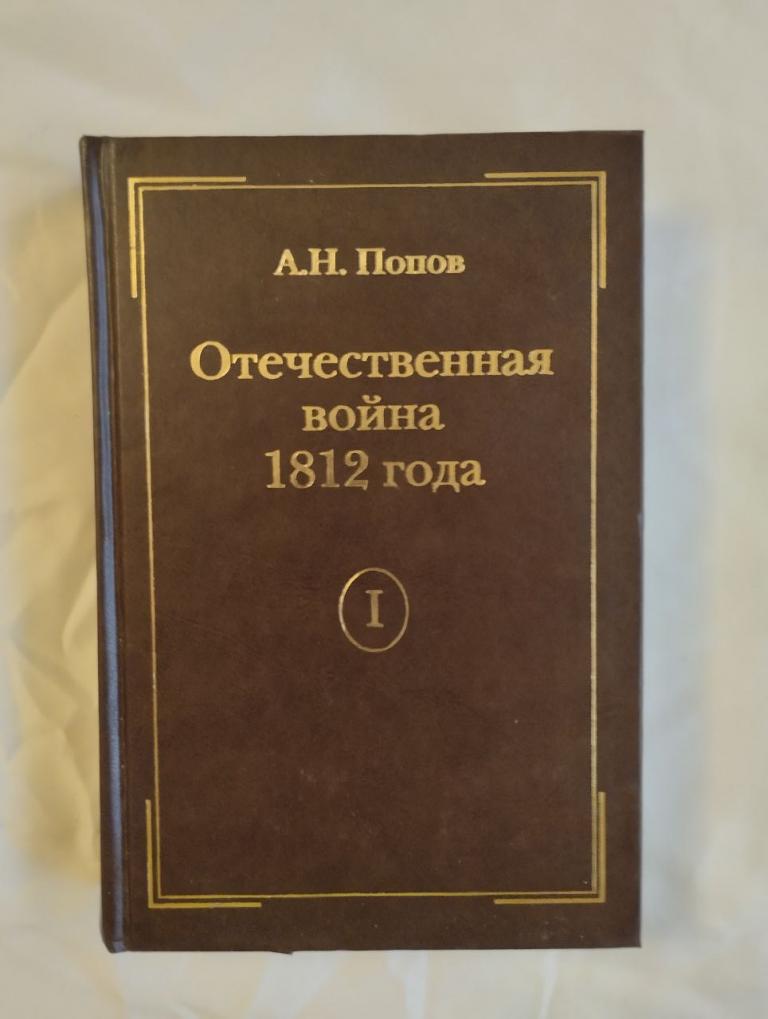 А.Н. Попов
Отечественная
война
1812 года
I